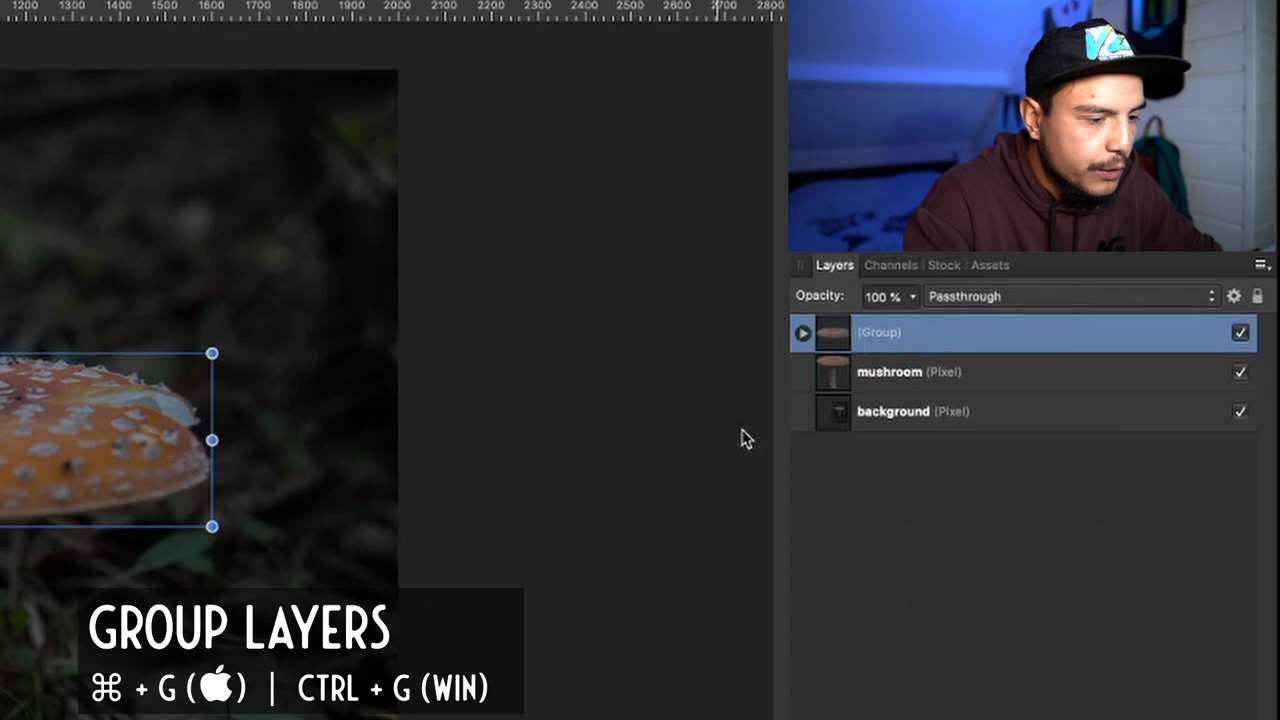 1200 1300 1400 1500 1600 1700 1800 1900 2000 2100 2200 2300 2400 2500 2600 2700 2800
Layers Channels Stock Assets
Opacity: 100 % Passthrough
(Group)
mushroom (Pixel)
background (Pixel)
GROUP LAYERS
⌘ + G () | CTRL + G (WIN)